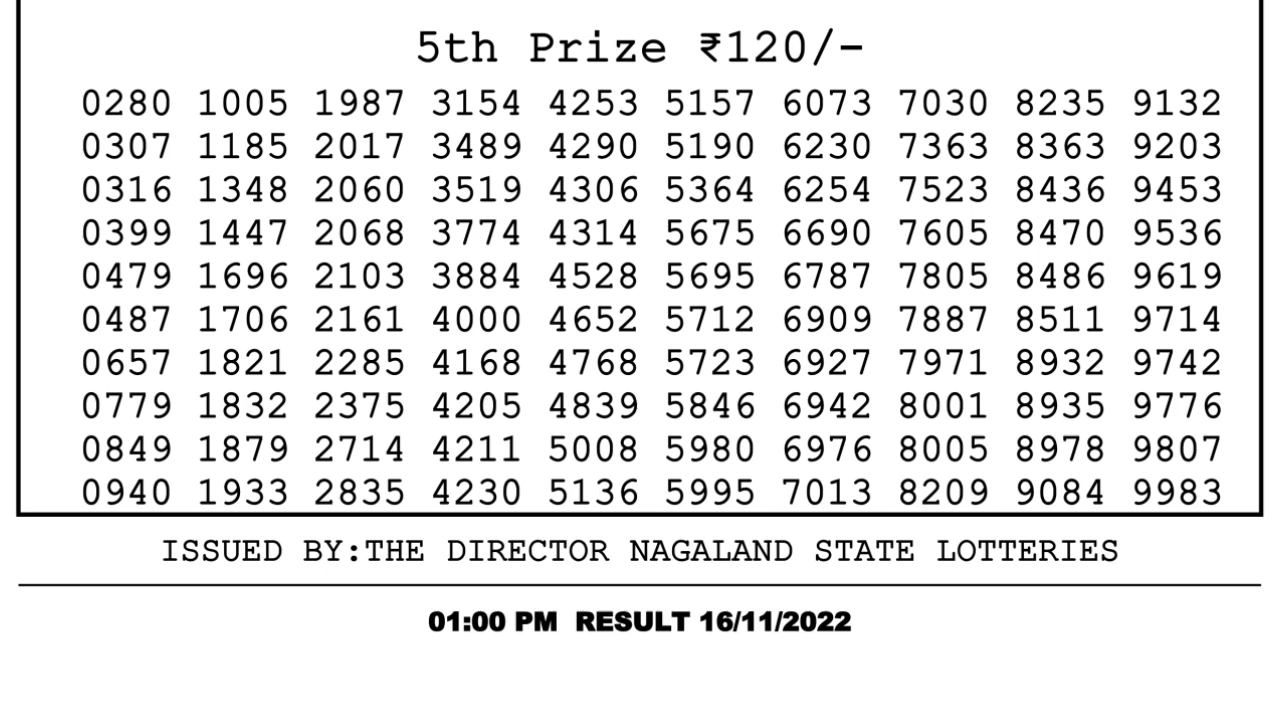 5th Prize ₹120/-
0280 1005 1987 3154 4253 5157 6073 7030 8235 9132
0307 1185 2017 3489 4290 5190 6230 7363 8363 9203
0316 1348 2060 3519 4306 5364 6254 7523 8436 9453
0399 1447 2068 3774 4314 5675 6690 7605 8470 9536
0479 1696 2103 3884 4528 5695 6787 7805 8486 9619
0487 1706 2161 4000 4652 5712 6909 7887 8511 9714
0657 1821 2285 4168 4768 5723 6927 7971 8932 9742
0779 1832 2375 4205 4839 5846 6942 8001 8935 9776
0849 1879 2714 4211 5008 5980 6976 8005 8978 9807
0940 1933 2835 4230 5136 5995 7013 8209 9084 9983
ISSUED BY:THE DIRECTOR NAGALAND STATE LOTTERIES
01:00 PM RESULT 16/11/2022